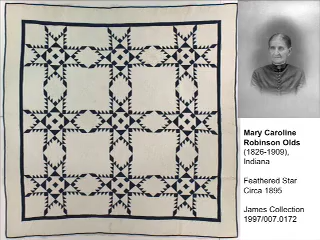 Mary Caroline
Robinson Olds
(1826-1909),
Indiana
Feathered Star
Circa 1895
James Collection
1997/007.0172